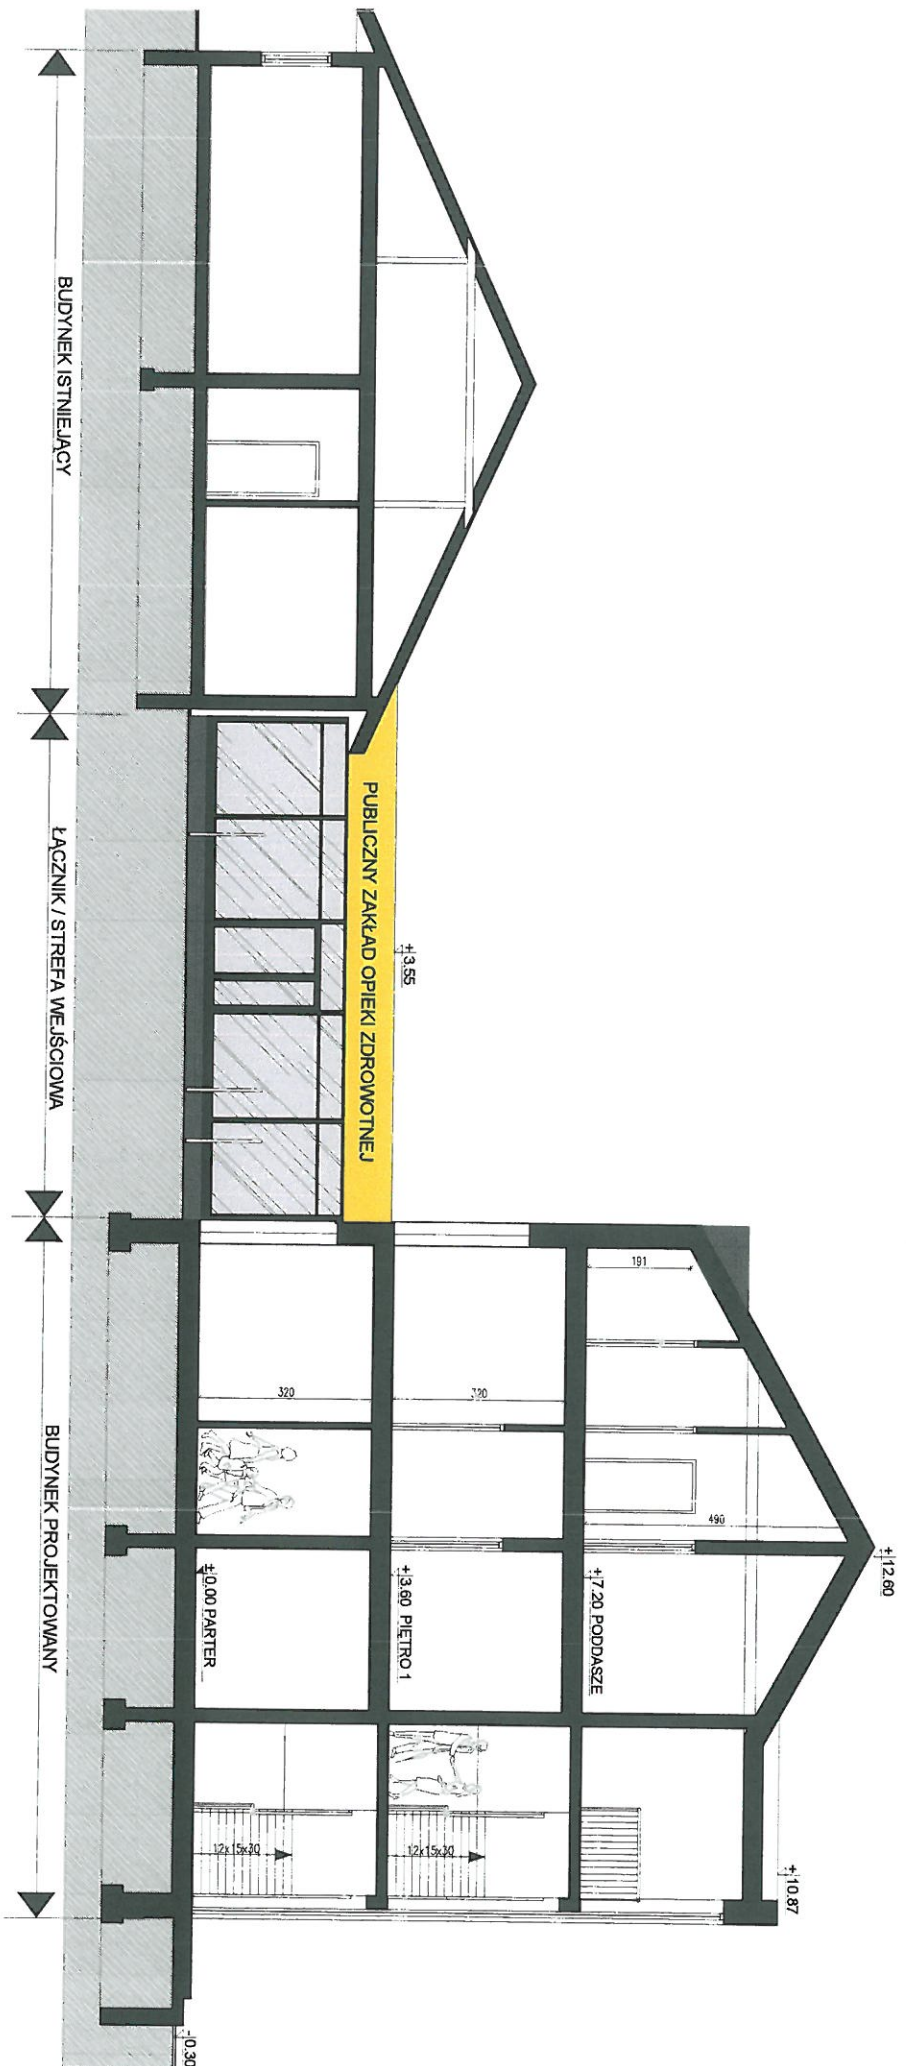 +12.60
+10.87
191
490
+7.20 PODDASZE
+3.55
320
+3.60 PIĘTRO 1
12x15x30
PUBLICZNY ZAKŁAD OPIEKI ZDROWOTNEJ
320
±0.00 PARTER
12x15x30
-0.30
BUDYNEK ISTNIEJĄCY
ŁĄCZNIK / STREFA WEJŚCIOWA
BUDYNEK PROJEKTOWANY